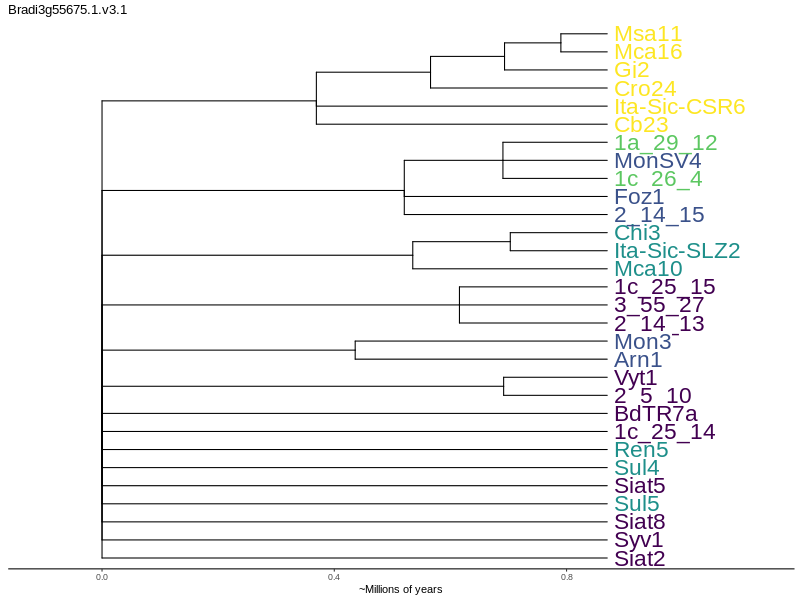 Bradi3g55675.1.v3.1
Msa11
Mca16
Gi2
Cro24
Ita-Sic-CSR6
Cb23
1a_29_12
MonSV4
1c_26_4
Foz1
2_14_15
Chi3
Ita-Sic-SLZ2
Mca10
1c_25_15
3_55_27
2_14_13
Mon3
Arn1
Vyt1
2_5_10
BdTR7a
1c_25_14
Ren5
Sul4
Siat5
Sul5
Siat8
Syv1
Siat2
0.0 0.4 0.8
~Millions of years